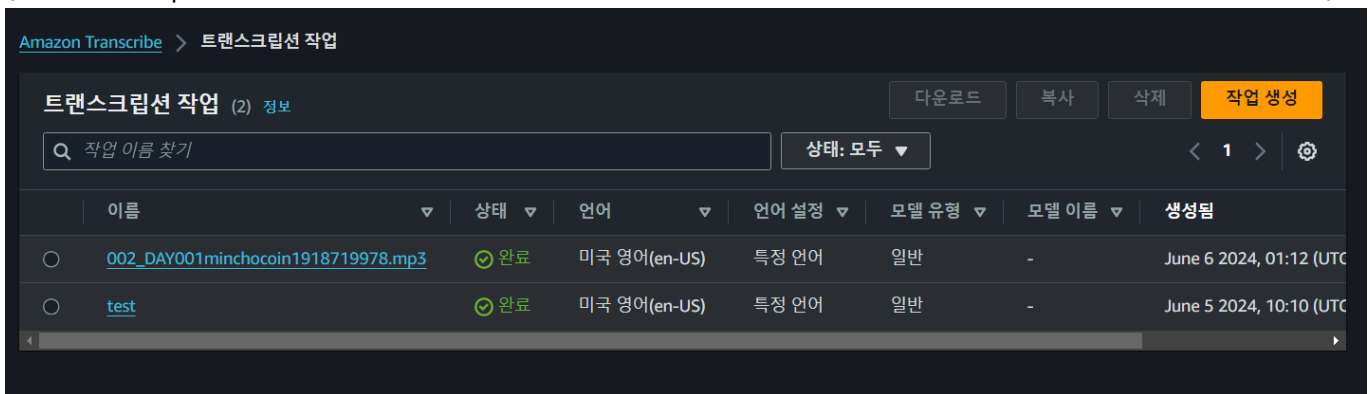 Amazon Transcribe > 트랜스크립션 작업
트랜스크립션 작업 (2) 정보
다운로드 복사 삭제 작업 생성
작업 이름 찾기 상태: 모두 1
이름 상태 언어 언어 설정 모델 유형 모델 이름 생성됨
002_DAY001minchocoin1918719978.mp3 완료 미국 영어(en-US) 특정 언어 일반 - June 6 2024, 01:12 (UTC
test 완료 미국 영어(en-US) 특정 언어 일반 - June 5 2024, 10:10 (UTC